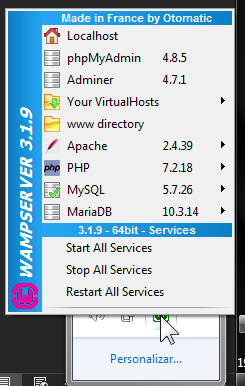 Made in France by Otomatic
Localhost
phpMyAdmin 4.8.5
Adminer 4.7.1
Your VirtualHosts
www directory
Apache 2.4.39
php PHP 7.2.18
MySQL 5.7.26
MariaDB 10.3.14
3.1.9 - 64bit - Services
Start All Services
Stop All Services
Restart All Services
WAMPSERVER 3.1.9
Personalizar...